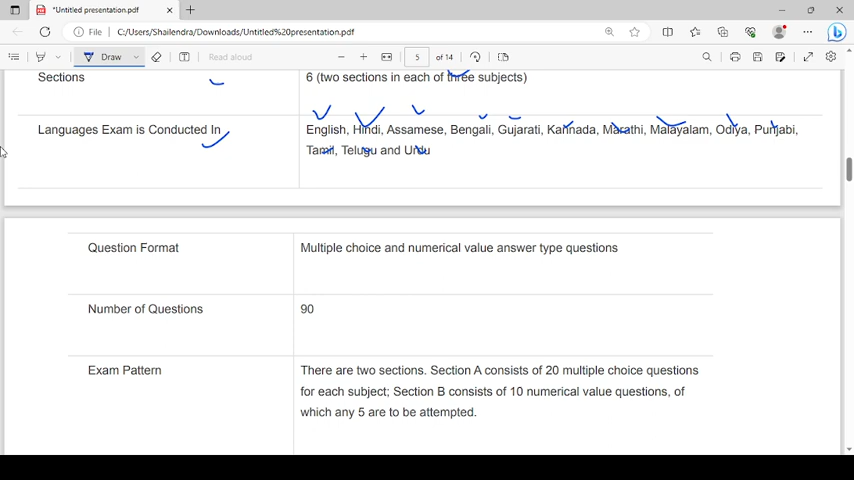 *Untitled presentation.pdf
File
C:/Users/Shailendra/Downloads/Untitled%20presentation.pdf
Draw
Read aloud
5
of 14
Sections
6 (two sections in each of three subjects)
Languages Exam is Conducted In
English, Hindi, Assamese, Bengali, Gujarati, Kannada, Marathi, Malayalam, Odiya, Punjabi,
Tamil, Telugu and Urdu
Question Format
Multiple choice and numerical value answer type questions
Number of Questions
90
Exam Pattern
There are two sections. Section A consists of 20 multiple choice questions
for each subject; Section B consists of 10 numerical value questions, of
which any 5 are to be attempted.